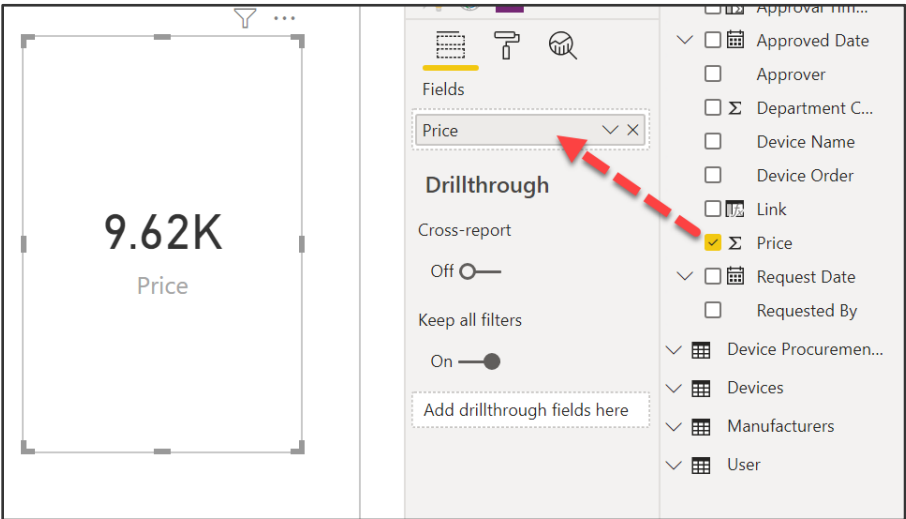 9.62K
Price
Fields
Price
Drillthrough
Cross-report
Off
Keep all filters
On
Add drillthrough fields here
Approved Date
Approver
Σ Department C...
Device Name
Device Order
Link
Σ Price
Request Date
Requested By
Device Procuremen...
Devices
Manufacturers
User